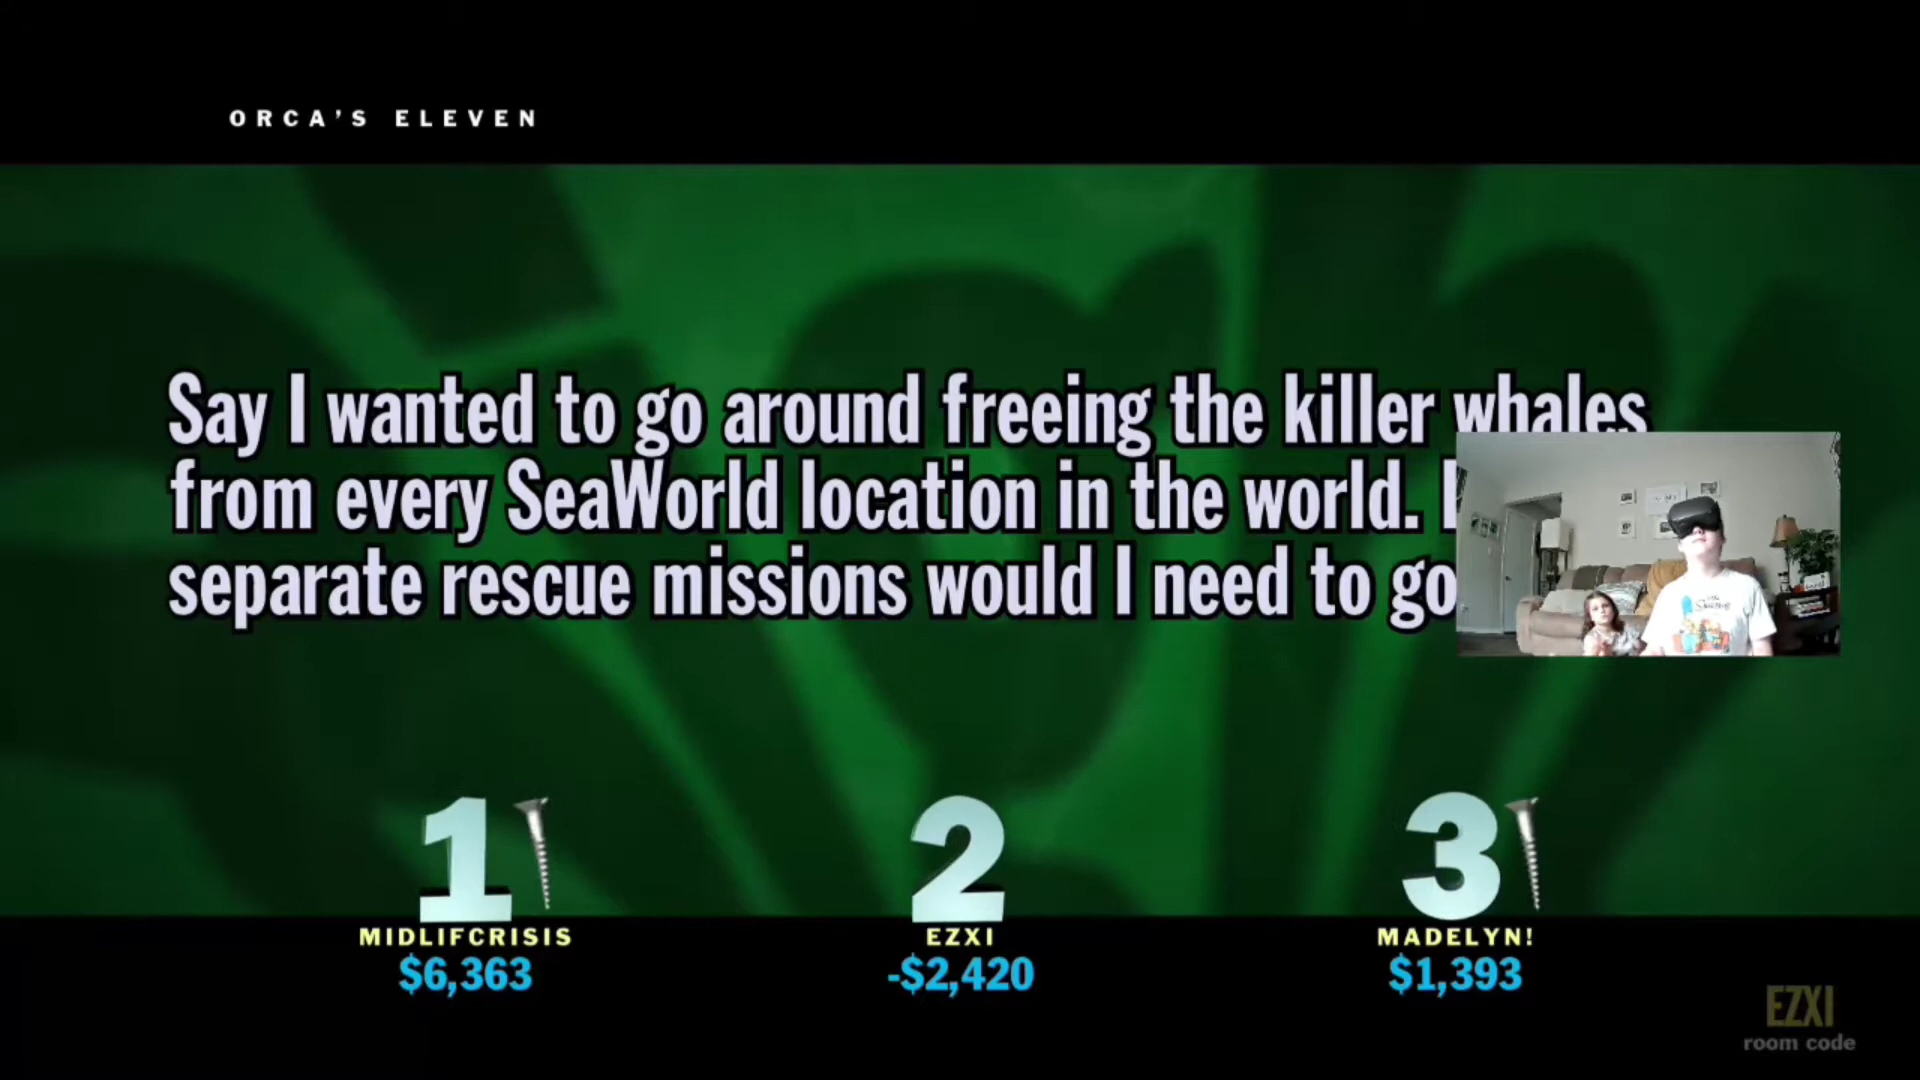 ORCA'S ELEVEN
Say I wanted to go around freeing the killer whales
from every SeaWorld location in the world.
separate rescue missions would I need to go
1
2
3
MIDLIFCRISIS
EZXI
MADELYN!
$6,363
-$2,420
$1,393
EZXI
room code